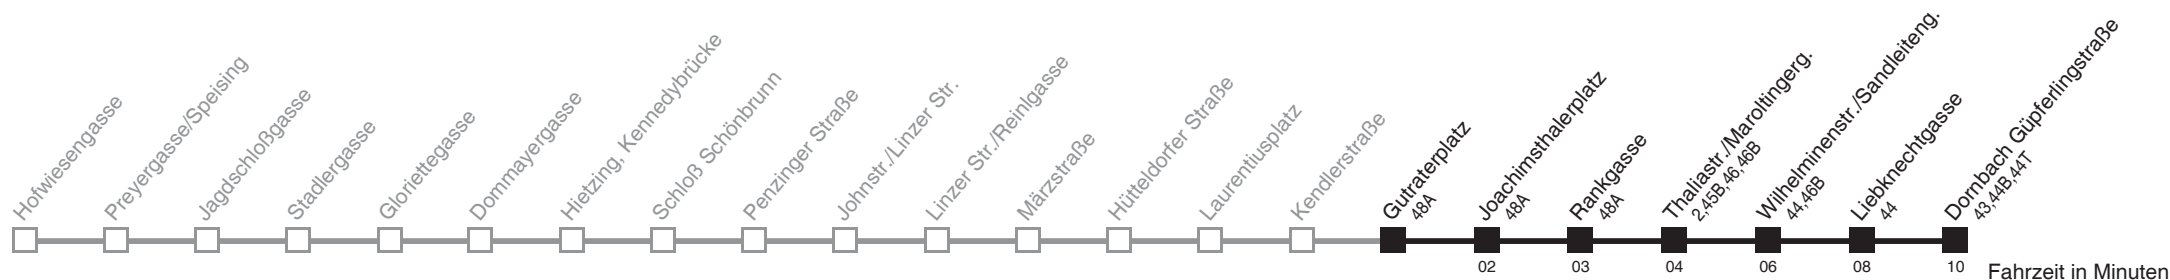 Hofwiesengasse
Preyergasse/Speising
Jagdschloßgasse
Stadlergasse
Gloriettegasse
Dommayergasse
Hietzing, Kennedybrücke
Schloß Schönbrunn
Penzinger Straße
Johnstr./Linzer Str.
Linzer Str./Reinlgasse
Märzstraße
Hütteldorfer Straße
Laurentiusplatz
Kendlerstraße
Gutraterplatz
48A
Joachimsthalerplatz
48A
Rankgasse
48A
Thaliastr./Maroltingerg.
2,45B,46,46B
Wilhelminenstr./Sandleiteng.
44,46B
Liebknechtgasse
44
Dornbach Güpferlingstraße
43,44B,44T
02 03 04 06 08 10 Fahrzeit in Minuten